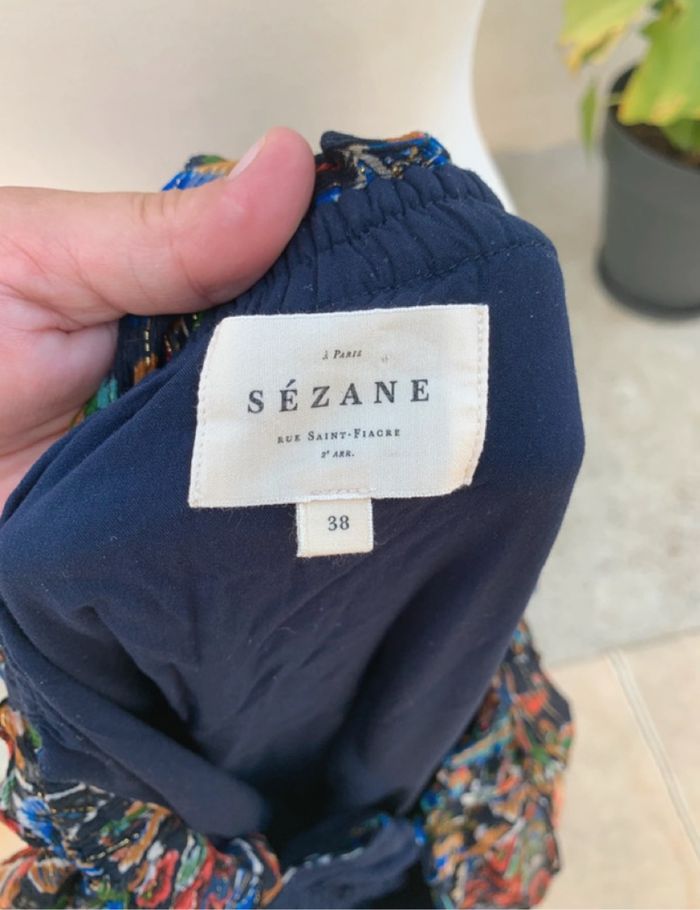 à Paris
SÉZANE
RUE SAINT-FIACRE
2e ARR.
38